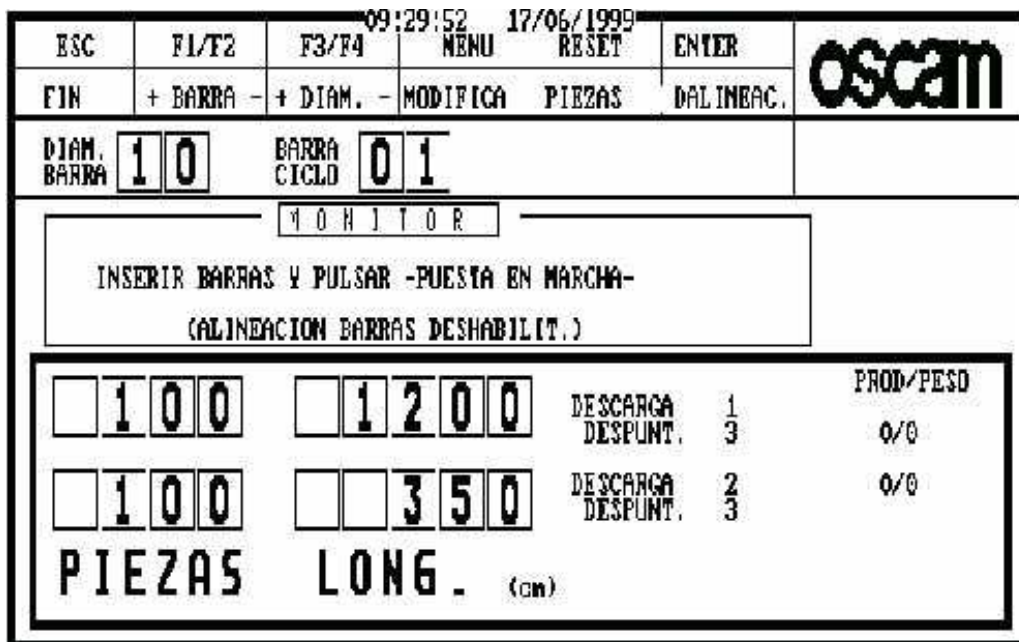 09:29:52 17/06/1999
ESC F1/F2 F3/F4 MENU RESET ENTER
oscam
FIN + BARRA - + DIAM. - MODIFICA PIEZAS DALINEAC.
DIAM. BARRA 10 BARRA CICLO 01
MONITOR
INSERIR BARRAS Y PULSAR -PUESTA EN MARCHA-
(ALINEACION BARRAS DESHABILIT.)
PROD/PESO
100 1200 DESCARGA 1
DESPUNT. 3 0/0
100 350 DESCARGA 2 0/0
DESPUNT. 3
PIEZAS LONG. (cm)